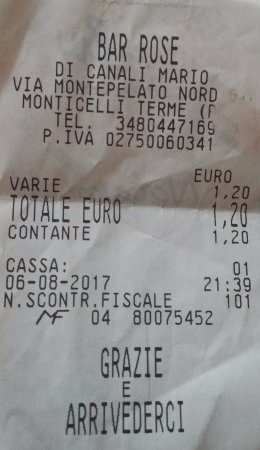 BAR ROSE
DI CANALI MARIO
VIA MONTEPELATO NORD
MONTICELLI TERME (P
TEL. 3480447169
P.IVA 02750060341
EURO
VARIE 1,20
TOTALE EURO 1,20
CONTANTE 1,20
CASSA: 01
06-08-2017 21:39
N.SCONTR.FISCALE 101
MF 04 80075452
GRAZIE
E
ARRIVEDERCI